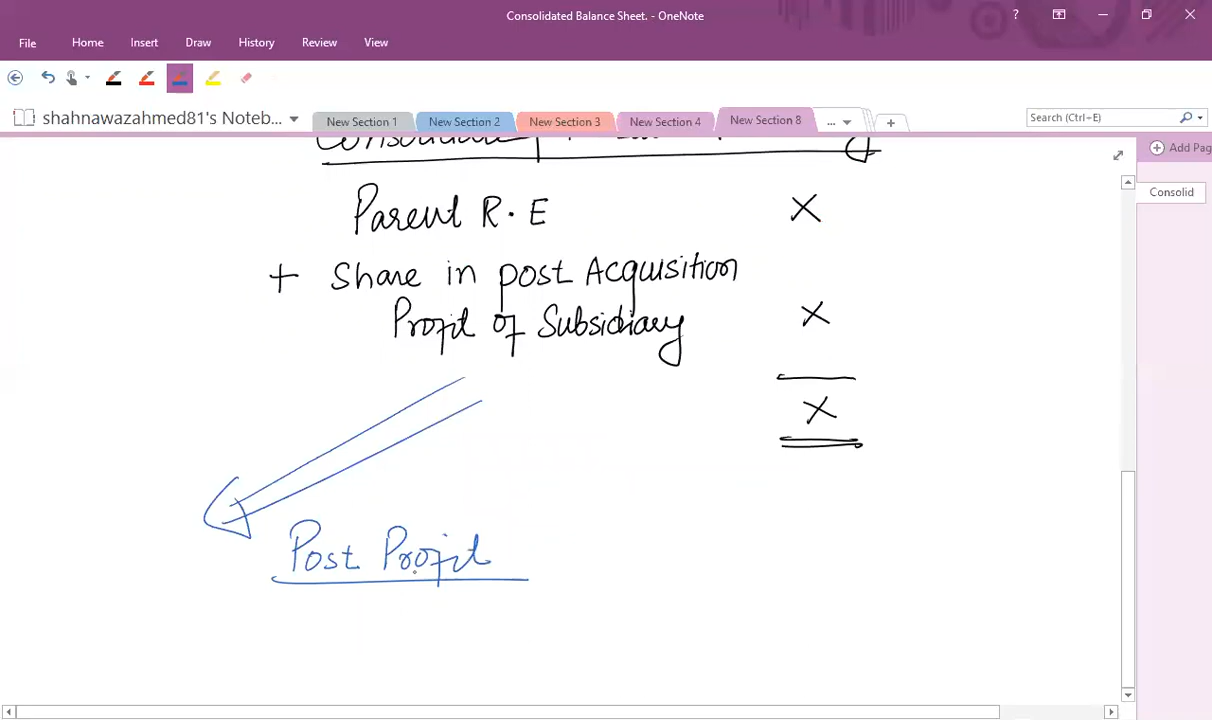 Consolidated Balance Sheet. - OneNote
?
File Home Insert Draw History Review View
shahnawazahmed81's Noteb... New Section 1 New Section 2 New Section 3 New Section 4 New Section 8 ... + Search (Ctrl+E)
Add Pag
Consolid
Parent R.E X
+ Share in post Acquisition
Profit of Subsidiary X
X
Post Profit